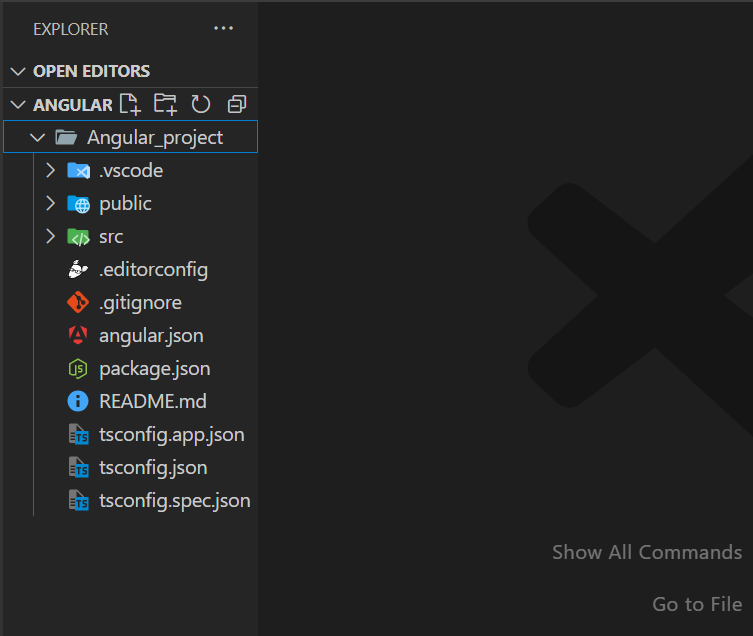 EXPLORER
OPEN EDITORS
ANGULAR
Angular_project
.vscode
public
src
.editorconfig
.gitignore
angular.json
package.json
README.md
tsconfig.app.json
tsconfig.json
tsconfig.spec.json
Show All Commands
Go to File